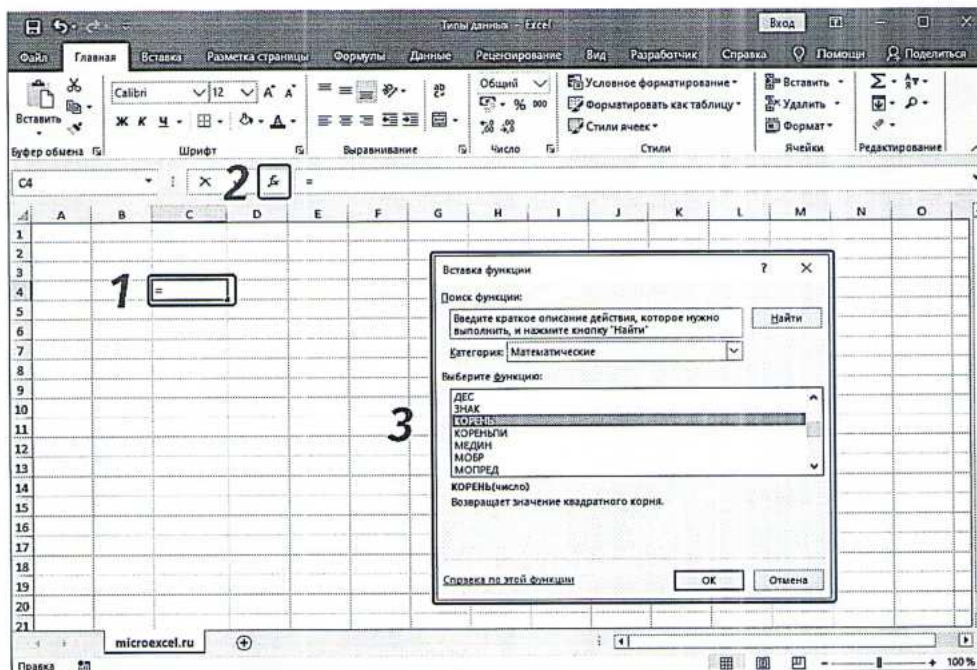 Типы данных - Excel
Вход
Файл Главная Вставка Разметка страницы Формулы Данные Рецензирование Вид Разработчик Справка Помощн Поделиться
Вставить
Calibri 12 A A
Ж К Ч
A
ab
Общий
% 000
Условное форматирование
Форматировать как таблицу
Стили ячеек
Вставить
Удалить
Формат
Σ
Буфер обмена Шрифт Выравнивание Число Стили Ячейки Редактирование
C4 2 fx =
A B C D E F G H I J K L M N O
1
2
3
4
5
6
7
8
9
10
11
12
13
14
15
16
17
18
19
20
21
1 =
3
Вставка функции ? ×
Поиск функции:
Введите краткое описание действия, которое нужно
выполнить, и нажмите кнопку "Найти"
Найти
Категория: Математические
Выберите функцию:
ДЕС
ЗНАК
КОРЕНЬ
КОРЕНЬПИ
МЕДИН
МОБР
МОПРЕД
КОРЕНЬ(число)
Возвращает значение квадратного корня.
Справка по этой функции ОК Отмена
microexcel.ru
Правка 100%